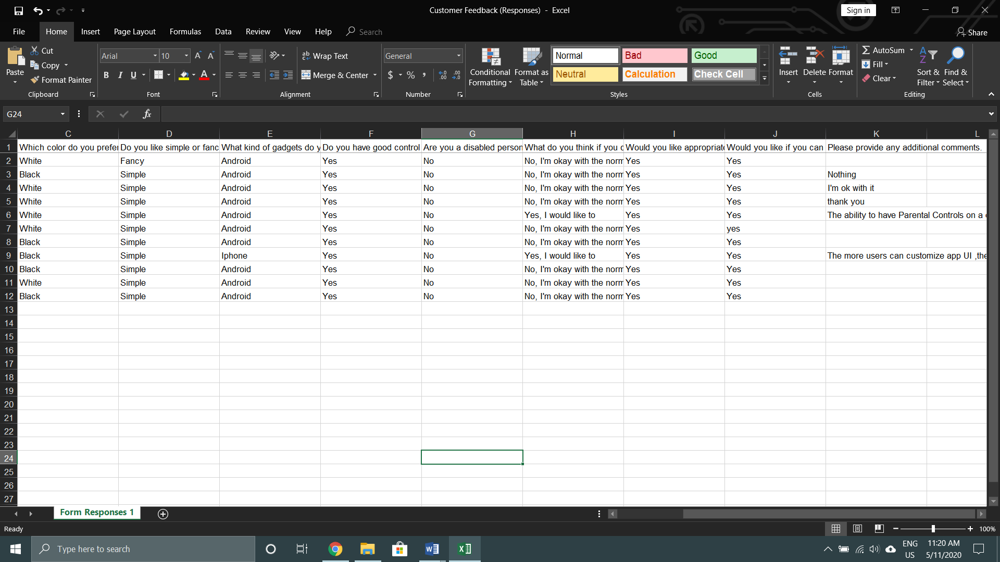 Customer Feedback (Responses) - Excel
Sign in
File Home Insert Page Layout Formulas Data Review View Help Search Share
Paste
Cut
Copy
Format Painter
Clipboard
Arial 10
B I U
Font
Wrap Text
Merge & Center
Alignment
General
$ % ,
Number
Conditional Formatting
Format as Table
Normal Bad Good
Neutral Calculation Check Cell
Styles
Insert Delete Format
Cells
AutoSum
Fill
Clear
Sort & Filter
Find & Select
Editing
G24 fx
C D E F G H I J K L
1 Which color do you prefer Do you like simple or fanc What kind of gadgets do y Do you have good control Are you a disabled person What do you think if you c Would you like appropriate Would you like if you can Please provide any additional comments.
2 White Fancy Android Yes No No, I'm okay with the norm Yes Yes
3 Black Simple Android Yes No No, I'm okay with the norm Yes Yes Nothing
4 White Simple Android Yes No No, I'm okay with the norm Yes Yes I'm ok with it
5 White Simple Android Yes No No, I'm okay with the norm Yes Yes thank you
6 White Simple Android Yes No Yes, I would like to Yes Yes The ability to have Parental Controls on a
7 White Simple Android Yes No No, I'm okay with the norm Yes yes
8 Black Simple Android Yes No No, I'm okay with the norm Yes Yes
9 Black Simple Iphone Yes No Yes, I would like to Yes Yes The more users can customize app UI ,the
10 Black Simple Android Yes No No, I'm okay with the norm Yes Yes
11 White Simple Android Yes No No, I'm okay with the norm Yes Yes
12 Black Simple Android Yes No No, I'm okay with the norm Yes Yes
13
14
15
16
17
18
19
20
21
22
23
24
25
26
27
Form Responses 1
Ready
100%
Type here to search
ENG
US
11:20 AM
5/11/2020